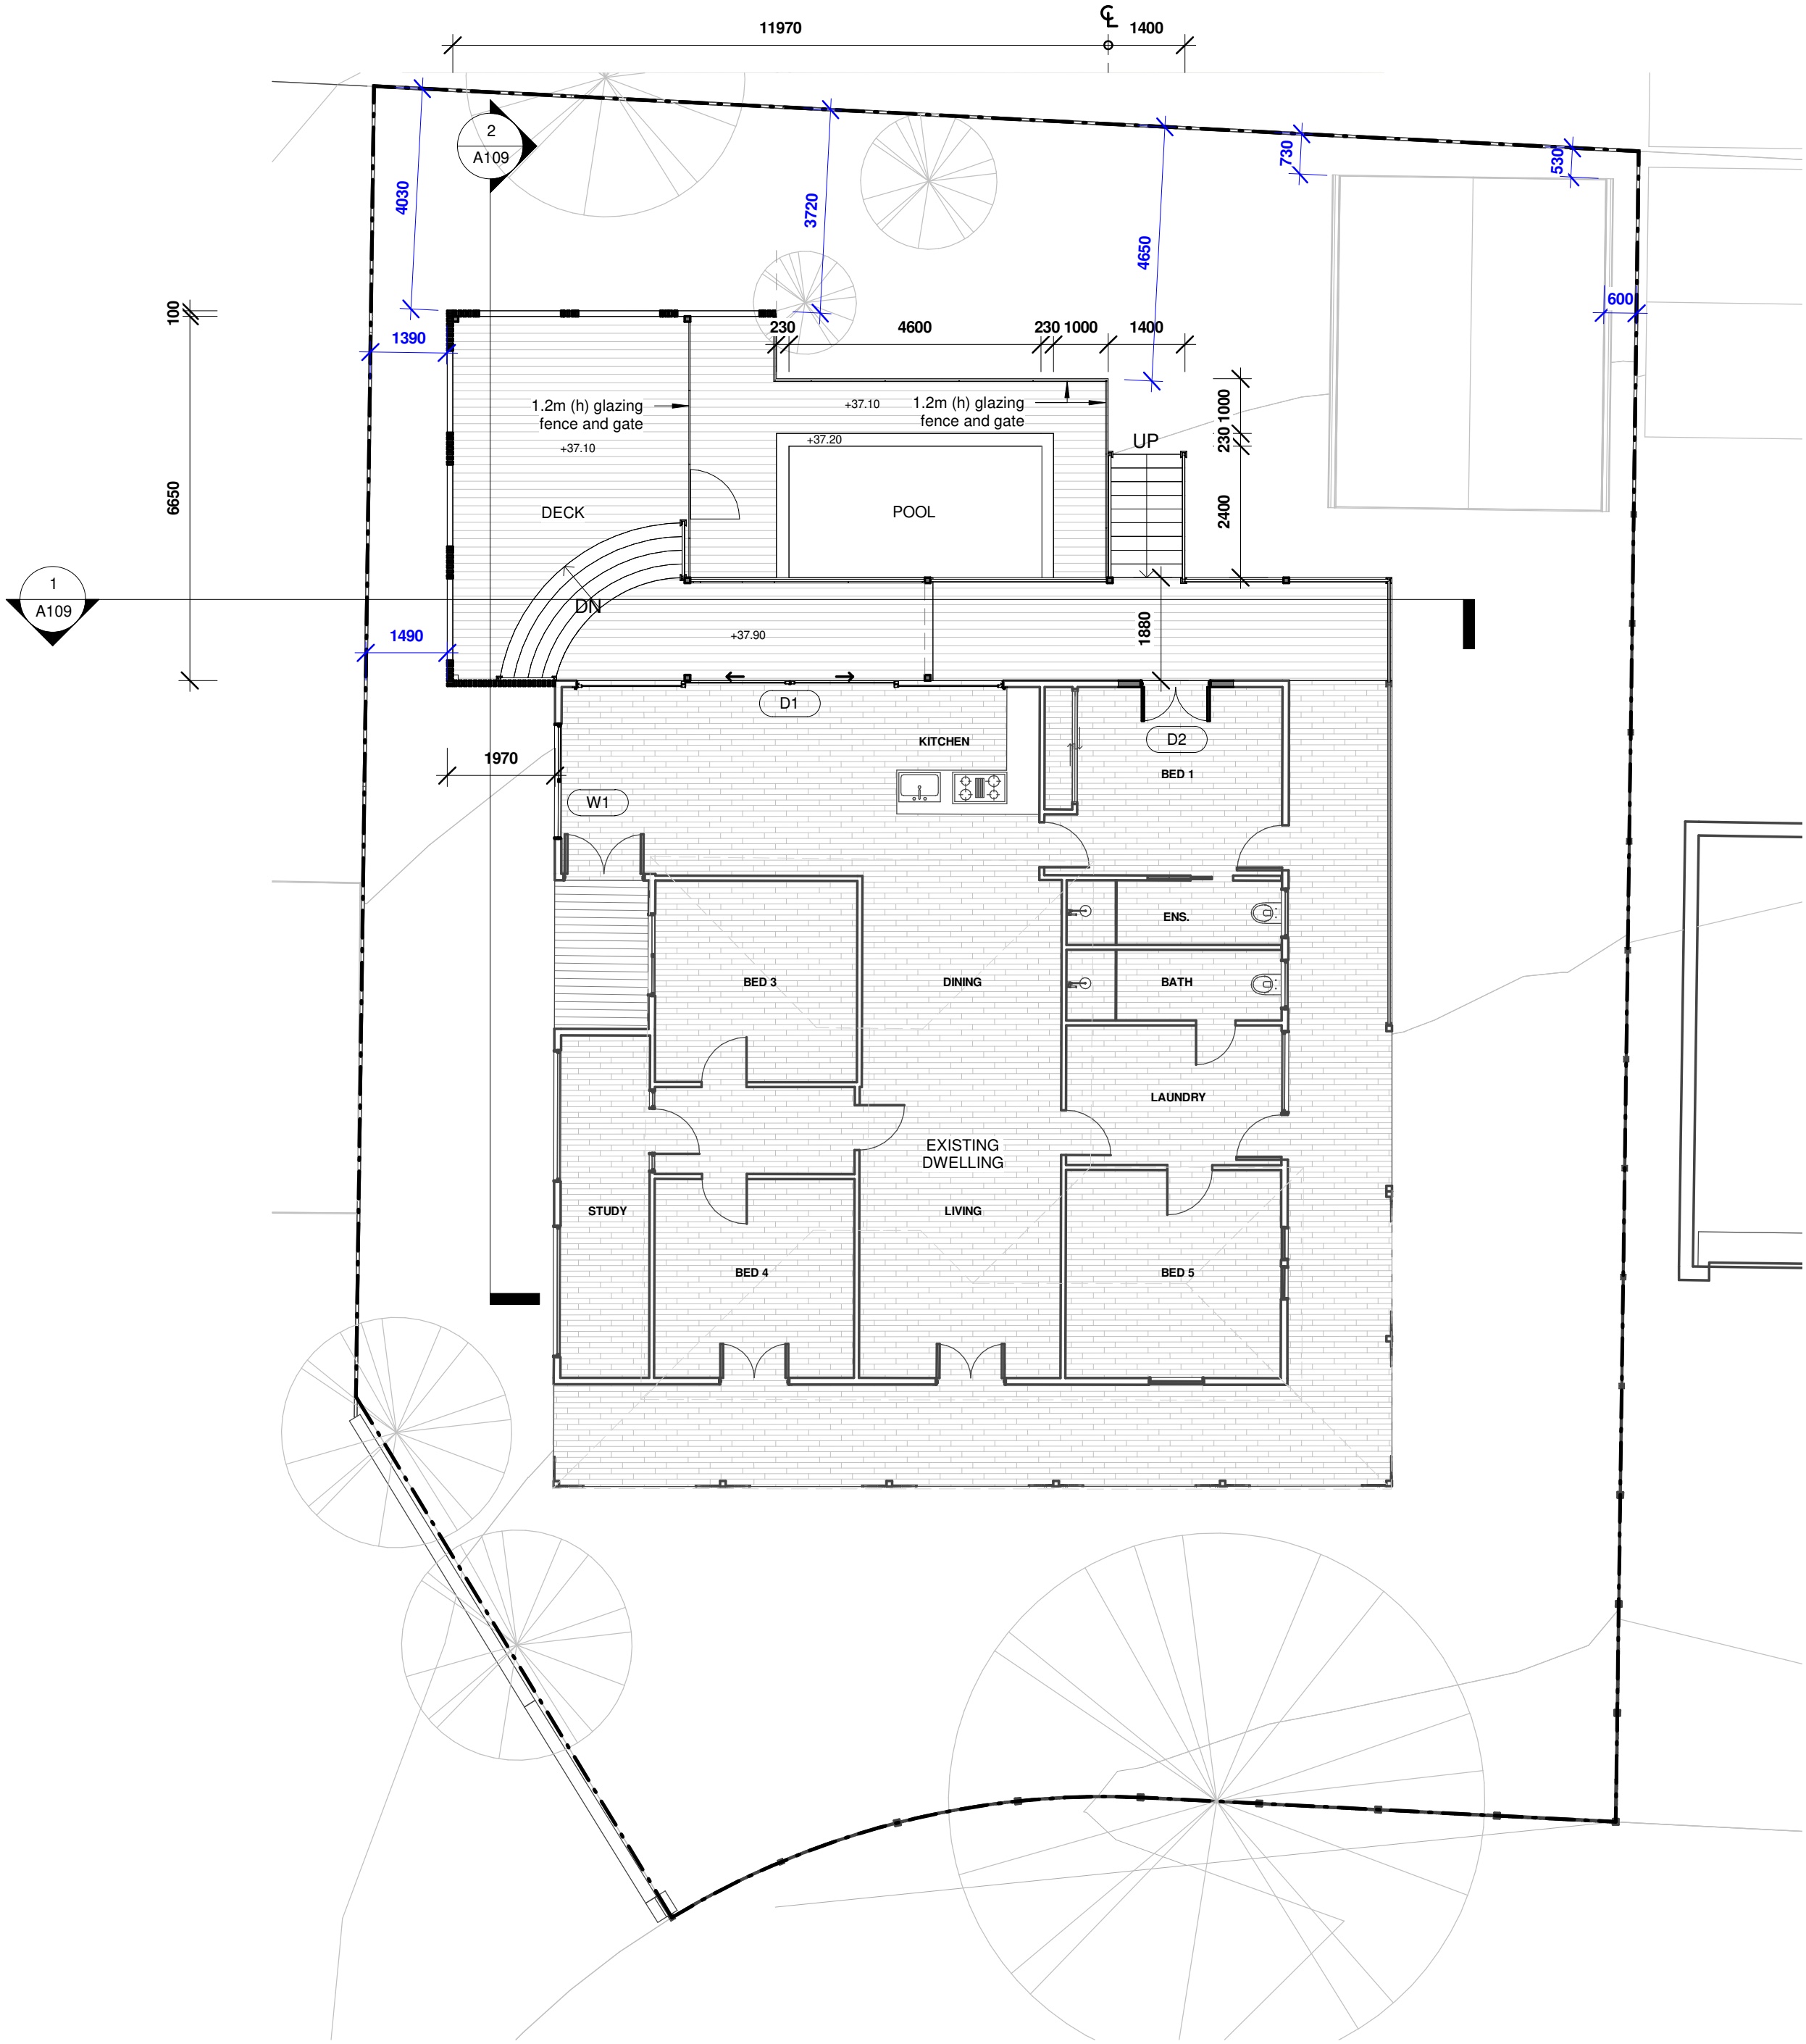 ℄
11970
1400
2
A109
4030
3720
4650
730
530
600
100
1390
230
4600
230
1000
1400
1.2m (h) glazing
fence and gate
+37.10
+37.10
1.2m (h) glazing
fence and gate
+37.20
UP
1000
230
2400
6650
DECK
POOL
1
A109
DN
1490
+37.90
1880
D1
KITCHEN
D2
BED 1
1970
W1
ENS.
BED 3
DINING
BATH
LAUNDRY
EXISTING
DWELLING
STUDY
LIVING
BED 4
BED 5